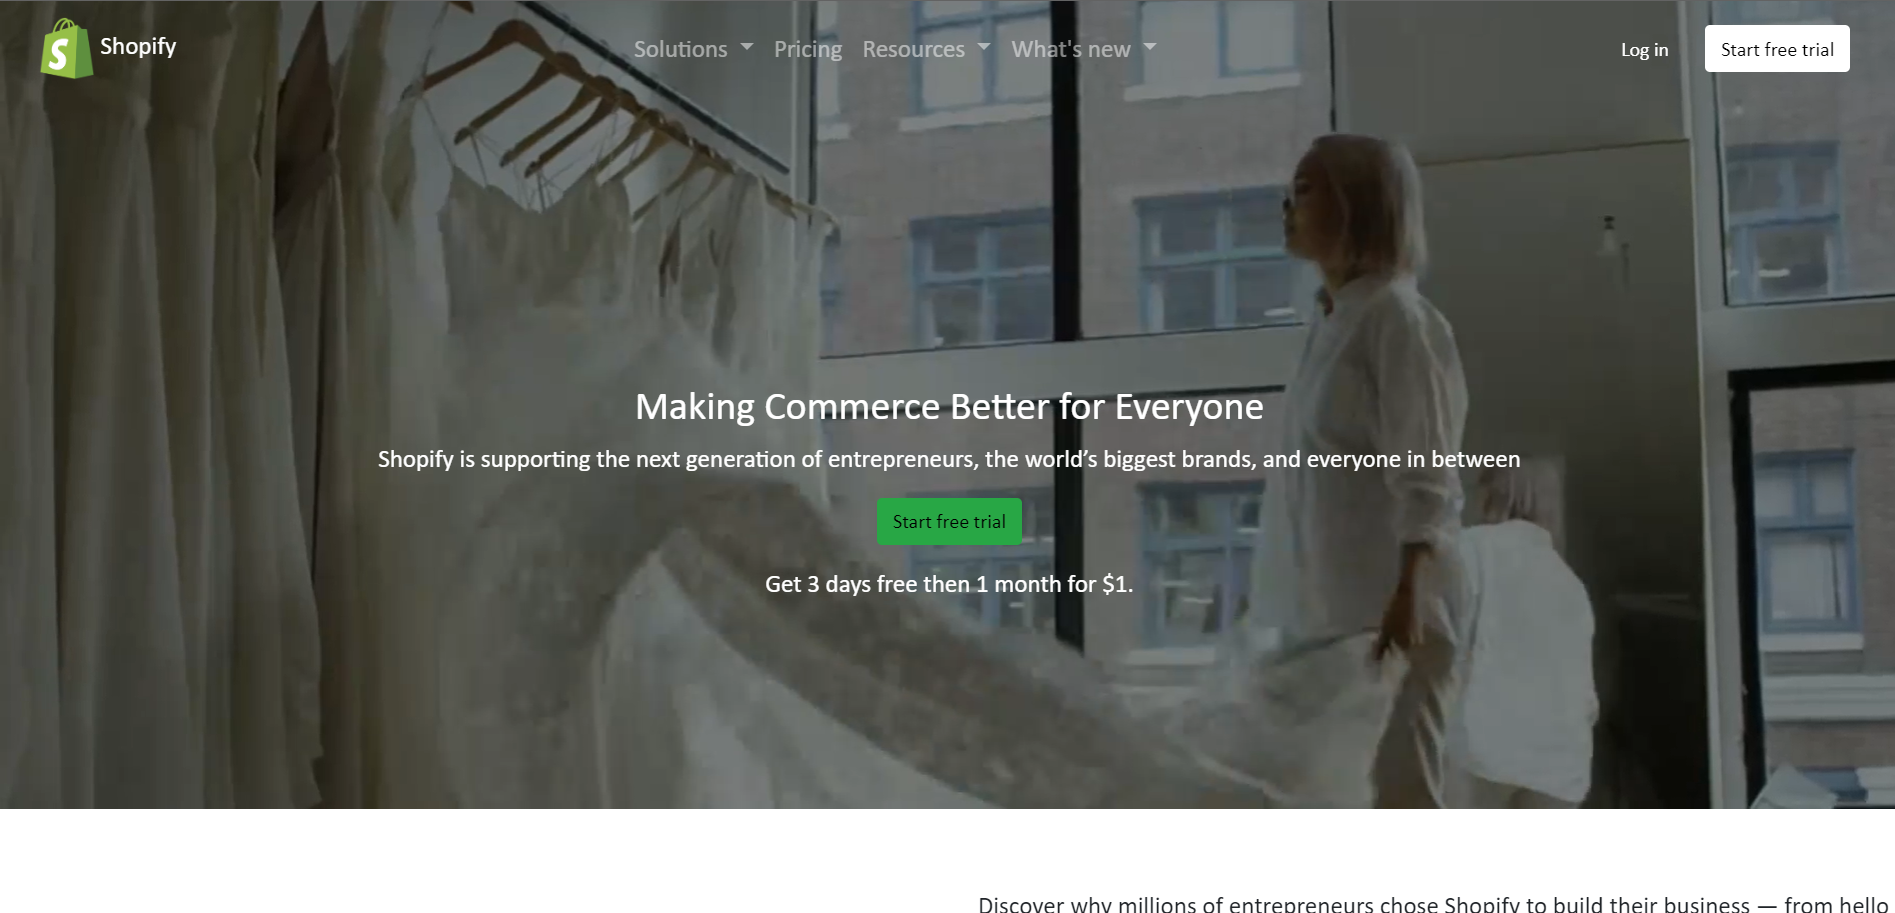 Shopify
Solutions
Pricing
Resources
What's new
Log in
Start free trial
Making Commerce Better for Everyone
Shopify is supporting the next generation of entrepreneurs, the world’s biggest brands, and everyone in between
Start free trial
Get 3 days free then 1 month for $1.
Discover why millions of entrepreneurs chose Shopify to build their business — from hello